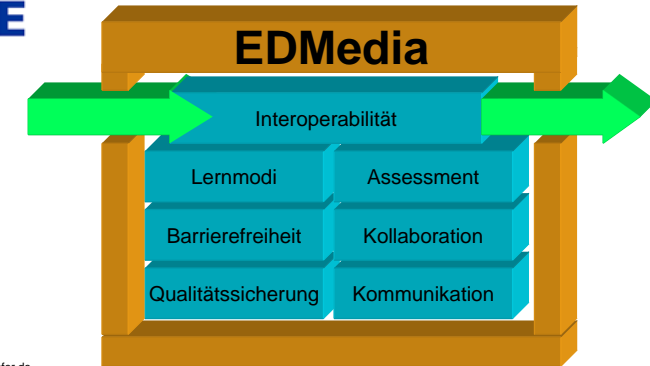 E
EDMedia
Interoperabilität
Lernmodi
Assessment
Barrierefreiheit
Kollaboration
Qualitätssicherung
Kommunikation